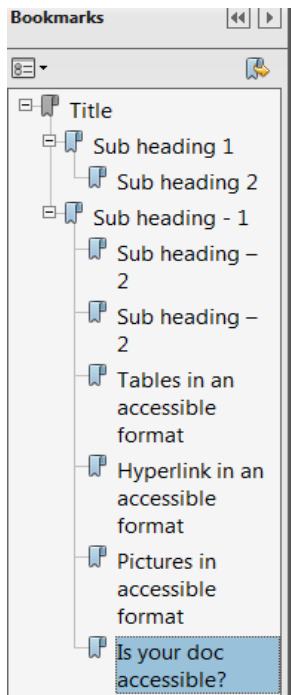 Bookmarks
Title
Sub heading 1
Sub heading 2
Sub heading - 1
Sub heading –
2
Sub heading –
2
Tables in an
accessible
format
Hyperlink in an
accessible
format
Pictures in
accessible
format
Is your doc
accessible?